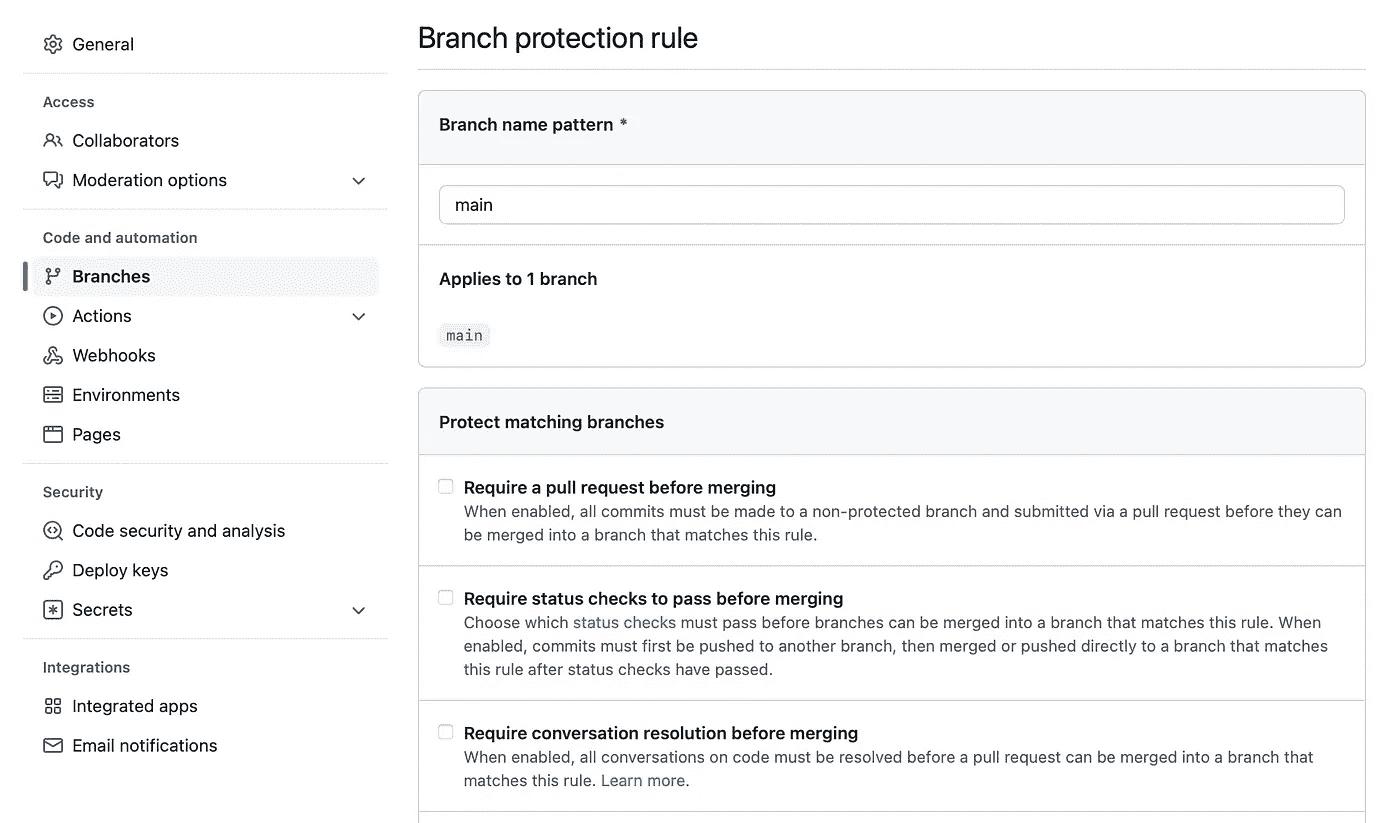 General
Access
Collaborators
Moderation options
Code and automation
Branches
Actions
Webhooks
Environments
Pages
Security
Code security and analysis
Deploy keys
Secrets
Integrations
Integrated apps
Email notifications
Branch protection rule
Branch name pattern *
main
Applies to 1 branch
main
Protect matching branches
Require a pull request before merging
When enabled, all commits must be made to a non-protected branch and submitted via a pull request before they can
be merged into a branch that matches this rule.
Require status checks to pass before merging
Choose which status checks must pass before branches can be merged into a branch that matches this rule. When
enabled, commits must first be pushed to another branch, then merged or pushed directly to a branch that matches
this rule after status checks have passed.
Require conversation resolution before merging
When enabled, all conversations on code must be resolved before a pull request can be merged into a branch that
matches this rule. Learn more.